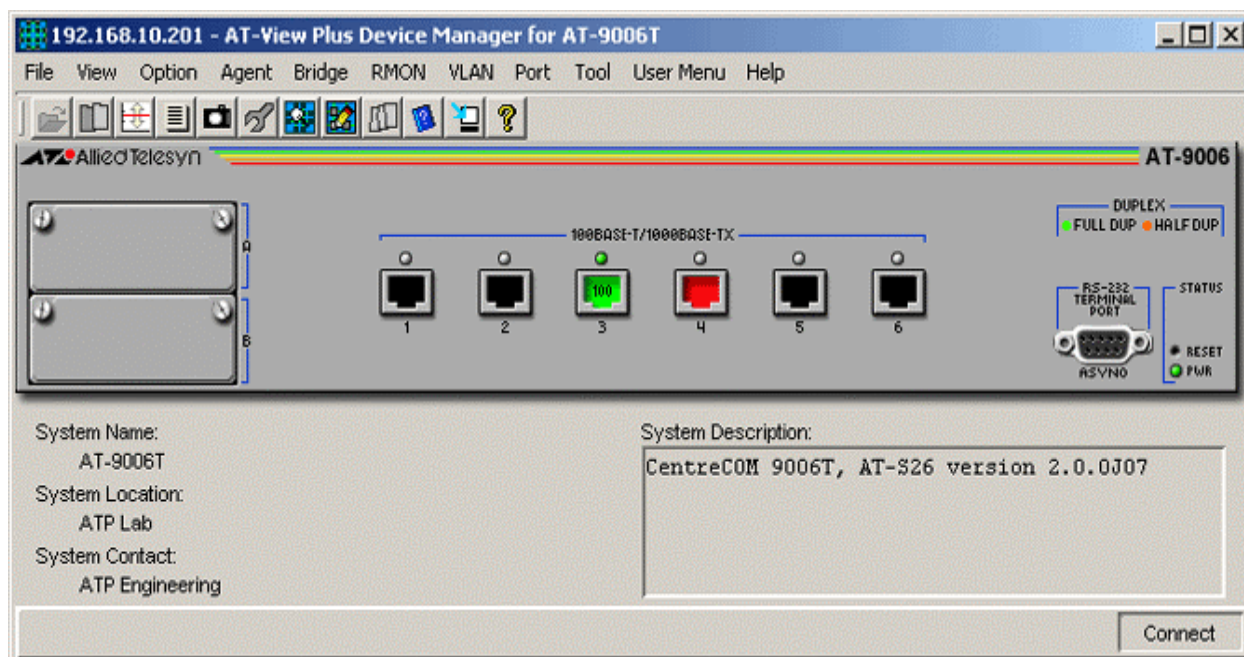 192.168.10.201 - AT-View Plus Device Manager for AT-9006T
File View Option Agent Bridge RMON VLAN Port Tool User Menu Help
Allied Telesyn
AT-9006
A
B
100BASE-T/1000BASE-TX
100
1 2 3 4 5 6
DUPLEX
FULL DUP HALF DUP
RS-232
TERMINAL
PORT
ASYNO
STATUS
RESET
PWR
System Name:
AT-9006T
System Location:
ATP Lab
System Contact:
ATP Engineering
System Description:
CentreCOM 9006T, AT-S26 version 2.0.0J07
Connect